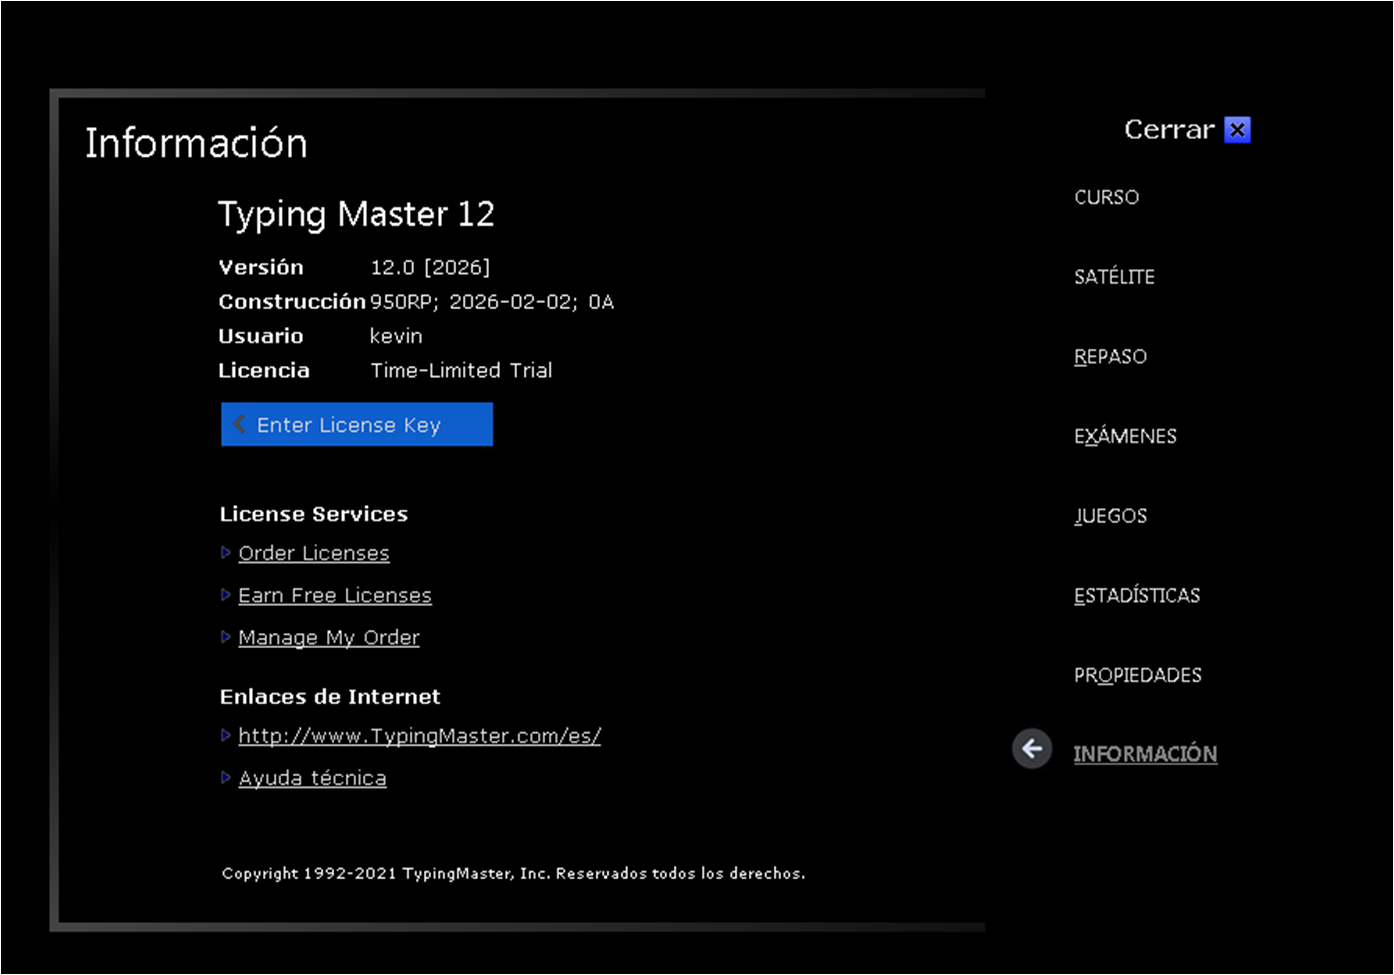 Información
Typing Master 12
Versión 12.0 [2026]
Construcción 950RP; 2026-02-02; 0A
Usuario kevin
Licencia Time-Limited Trial
Enter License Key
License Services
Order Licenses
Earn Free Licenses
Manage My Order
Enlaces de Internet
http://www.TypingMaster.com/es/
Ayuda técnica
Copyright 1992-2021 TypingMaster, Inc. Reservados todos los derechos.
Cerrar
CURSO
SATÉLITE
REPASO
EXÁMENES
JUEGOS
ESTADÍSTICAS
PROPIEDADES
INFORMACIÓN